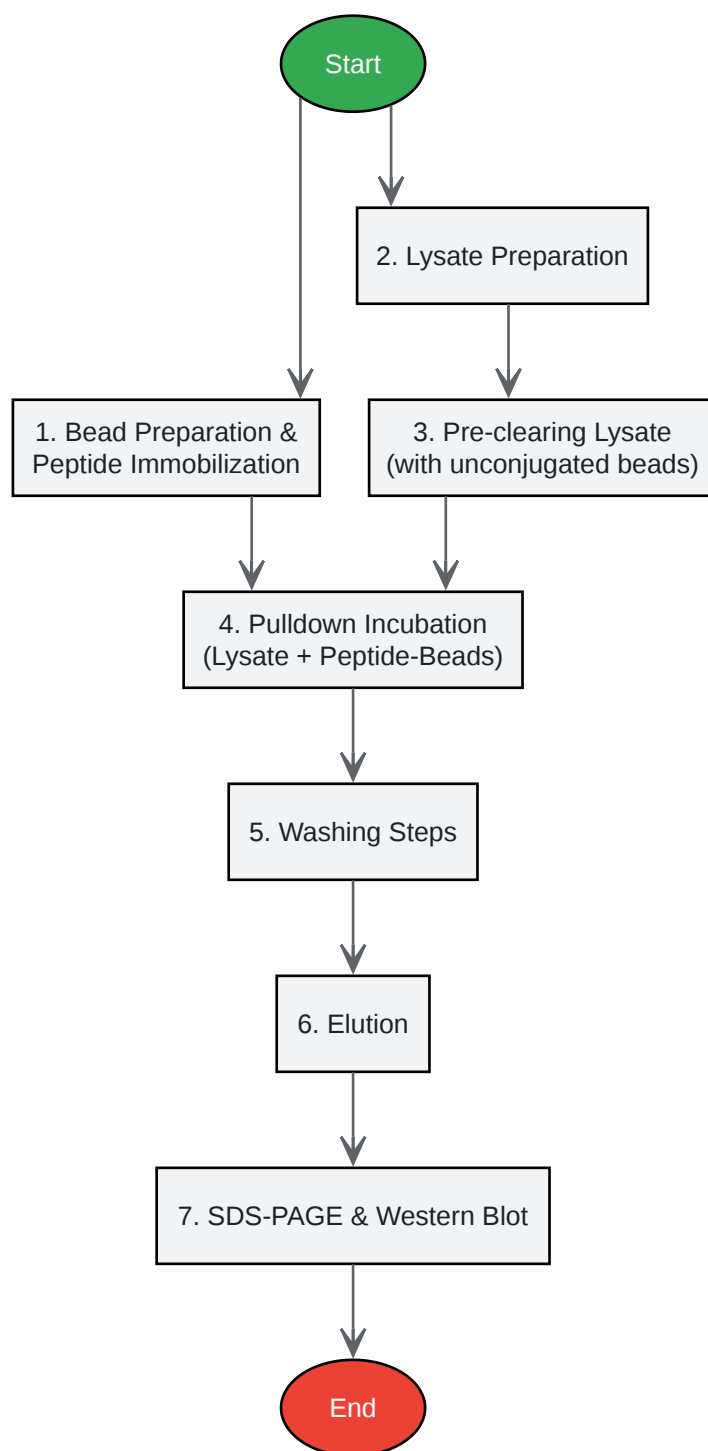 Start
2. Lysate Preparation
1. Bead Preparation &
Peptide Immobilization
3. Pre-clearing Lysate
(with unconjugated beads)
4. Pulldown Incubation
(Lysate + Peptide-Beads)
5. Washing Steps
6. Elution
7. SDS-PAGE & Western Blot
End